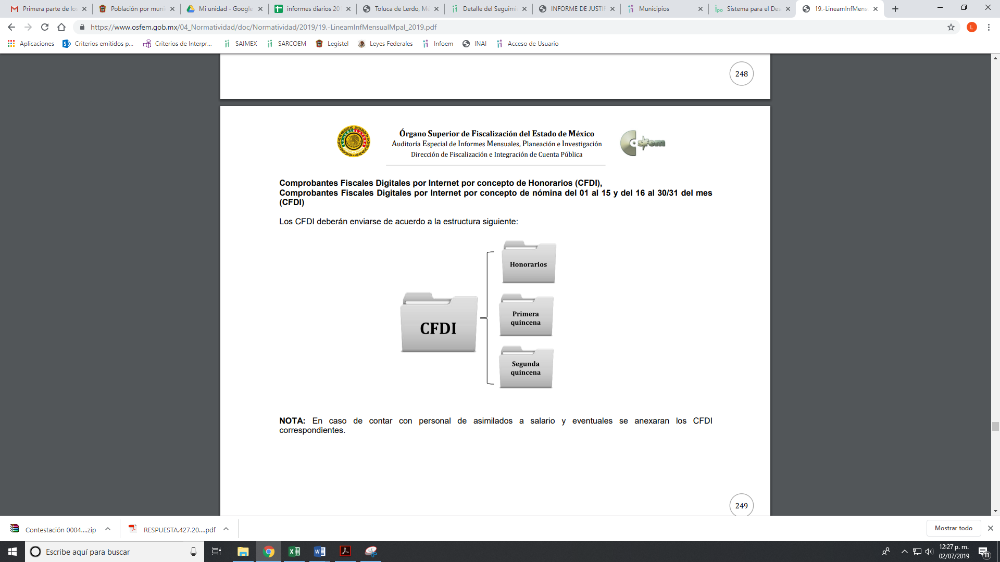 Primera parte de lo
Población por muni
Mi unidad - Google
informes diarios 20
Toluca de Lerdo, Mé
Detalle del Seguimi
INFORME DE JUSTIF
Municipios
Sistema para el Des
19.-LineamInfMens
https://www.osfem.gob.mx/04_Normatividad/doc/Normatividad/2019/19.-LineamInfMensualMpal_2019.pdf
L
Aplicaciones
Criterios emitidos p...
Criterios de Interpr...
SAIMEX
SARCOEM
Legistel
Leyes Federales
Infoem
INAI
Acceso de Usuario
248
Órgano Superior de Fiscalización del Estado de México
Auditoría Especial de Informes Mensuales, Planeación e Investigación
Dirección de Fiscalización e Integración de Cuenta Pública
osfem
Comprobantes Fiscales Digitales por Internet por concepto de Honorarios (CFDI),
Comprobantes Fiscales Digitales por Internet por concepto de nómina del 01 al 15 y del 16 al 30/31 del mes
(CFDI)
Los CFDI deberán enviarse de acuerdo a la estructura siguiente:
Honorarios
CFDI
Primera
quincena
Segunda
quincena
NOTA: En caso de contar con personal de asimilados a salario y eventuales se anexaran los CFDI
correspondientes.
249
Contestación 0004....zip
RESPUESTA.427.20....pdf
Mostrar todo
Escribe aquí para buscar
12:27 p. m.
02/07/2019
11